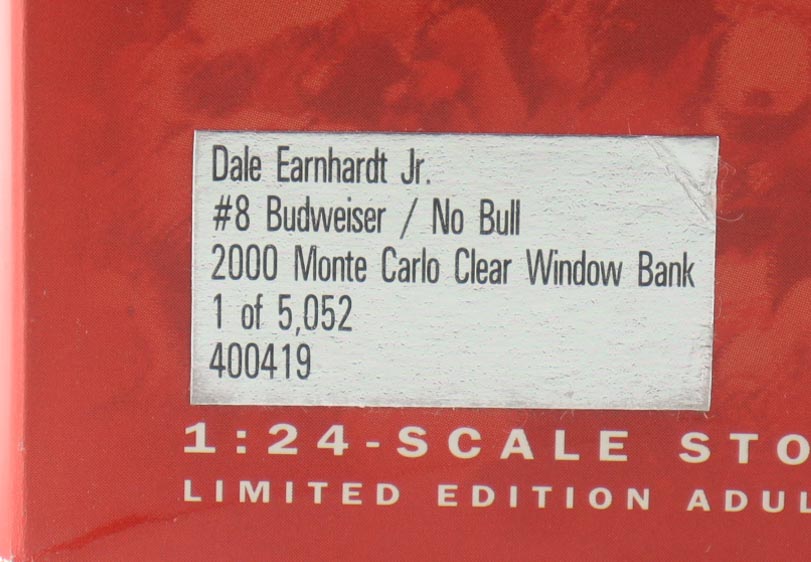 Dale Earnhardt Jr.
#8 Budweiser / No Bull
2000 Monte Carlo Clear Window Bank
1 of 5,052
400419
1:24-SCALE STO
LIMITED EDITION ADUL